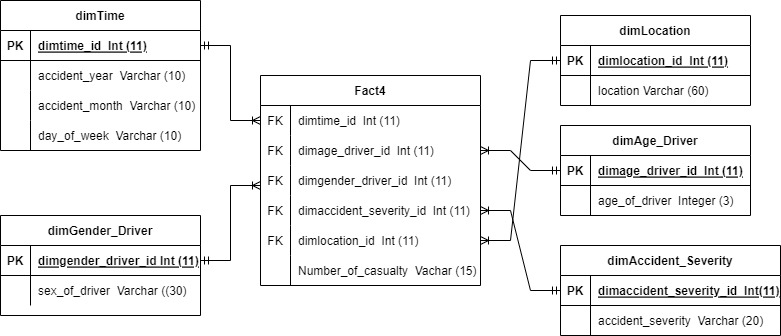 dimTime
PK dimtime_id Int (11)
accident_year Varchar (10)
accident_month Varchar (10)
day_of_week Varchar (10)
dimGender_Driver
PK dimgender_driver_id Int (11)
sex_of_driver Varchar ((30)
Fact4
FK dimtime_id Int (11)
FK dimage_driver_id Int (11)
FK dimgender_driver_id Int (11)
FK dimaccident_severity_id Int (11)
FK dimlocation_id Int (11)
Number_of_casualty Vachar (15)
dimLocation
PK dimlocation_id Int (11)
location Varchar (60)
dimAge_Driver
PK dimage_driver_id Int (11)
age_of_driver Integer (3)
dimAccident_Severity
PK dimaccident_severity_id Int(11)
accident_severity Varchar (20)